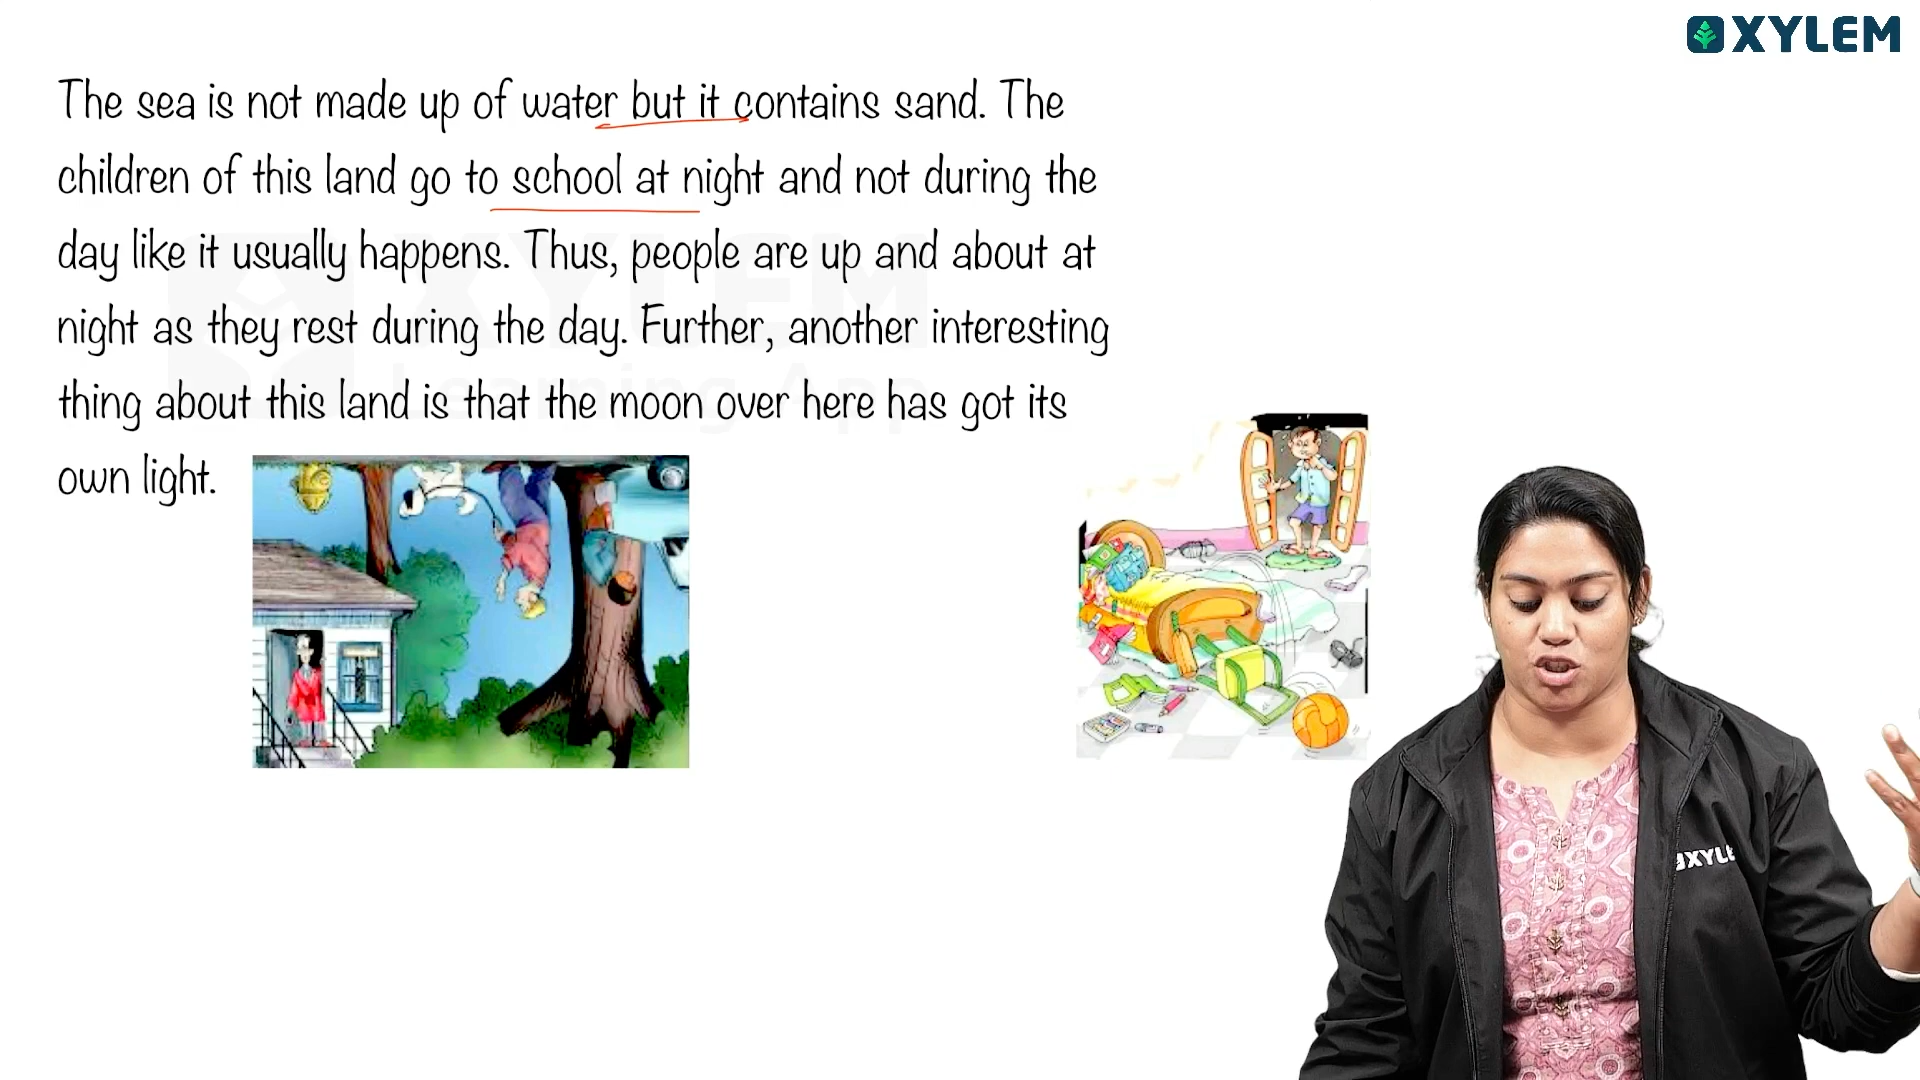 XYLEM
The sea is not made up of water but it contains sand. The
children of this land go to school at night and not during the
day like it usually happens. Thus, people are up and about at
night as they rest during the day. Further, another interesting
thing about this land is that the moon over here has got its
own light.
XYLEM
Learning App